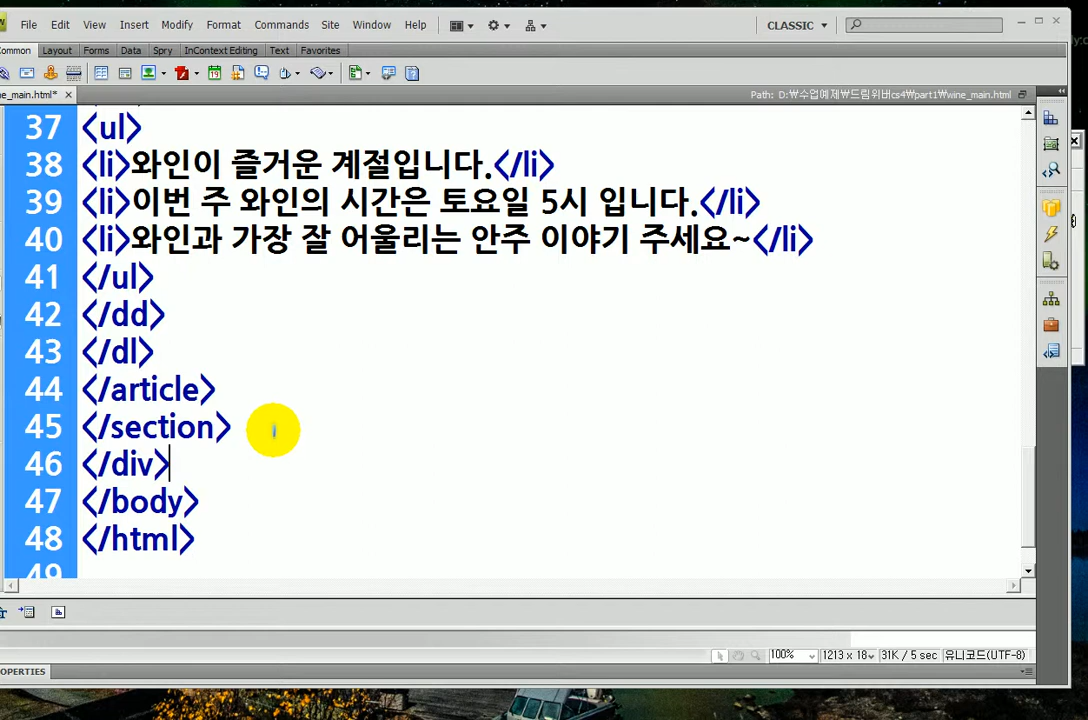 File Edit View Insert Modify Format Commands Site Window Help CLASSIC
Common Layout Forms Data Spry InContext Editing Text Favorites
ne_main.html* Path: D:₩수업예제₩드림위버cs4₩part1₩wine_main.html
37 <ul>
38 <li>와인이 즐거운 계절입니다.</li>
39 <li>이번 주 와인의 시간은 토요일 5시 입니다.</li>
40 <li>와인과 가장 잘 어울리는 안주 이야기 주세요~</li>
41 </ul>
42 </dd>
43 </dl>
44 </article>
45 </section>
46 </div>
47 </body>
48 </html>
49
100% 1213 x 18 31K / 5 sec 유니코드(UTF-8)
OPERTIES